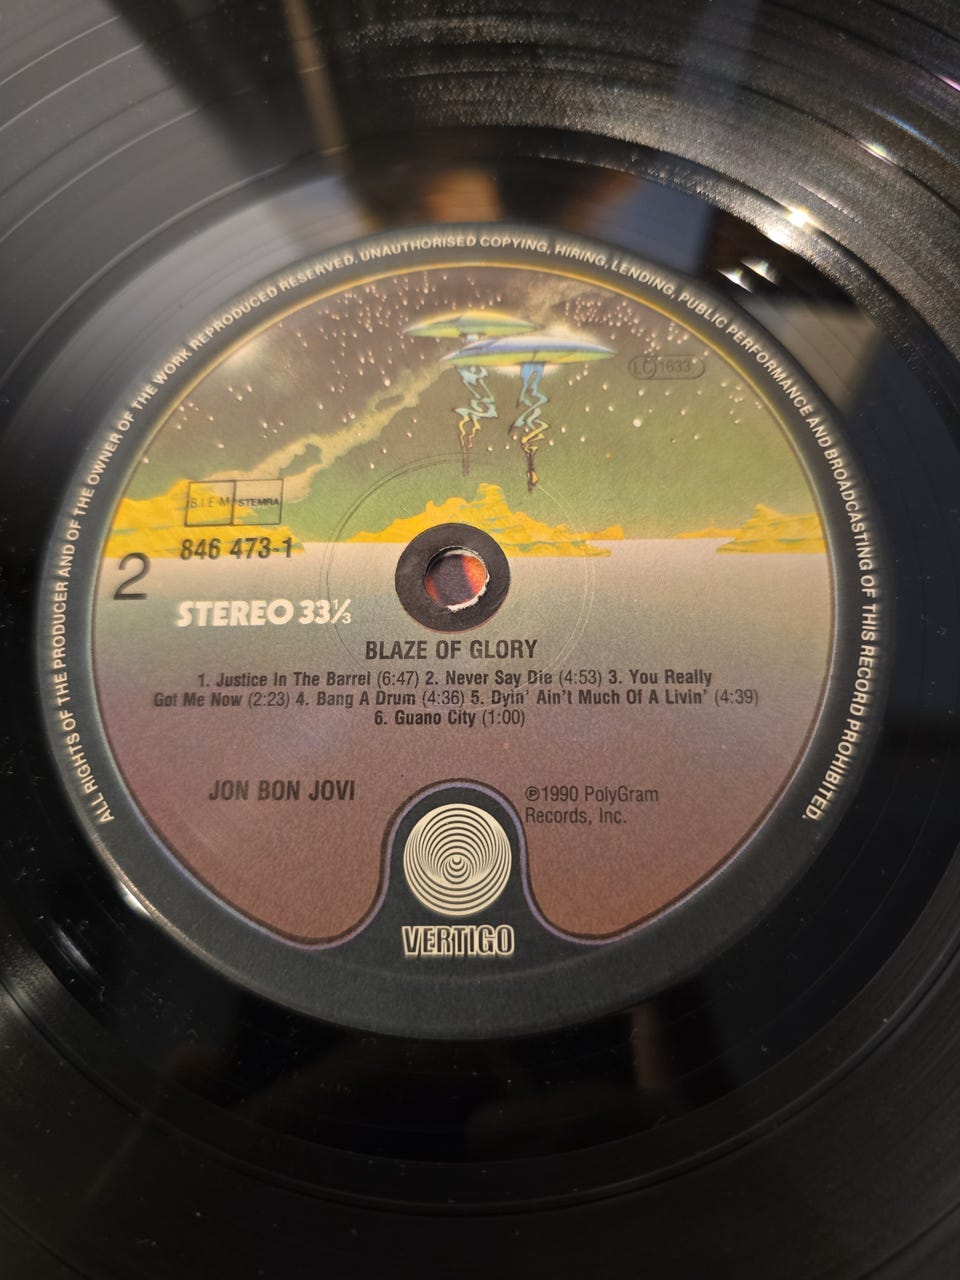 ALL RIGHTS OF THE PRODUCER AND OF THE OWNER OF THE WORK REPRODUCED RESERVED. UNAUTHORISED COPYING, HIRING, LENDING, PUBLIC PERFORMANCE AND BROADCASTING OF THIS RECORD PROHIBITED.
LC 1633
BIEM STEMRA
846 473-1
2
STEREO 33⅓
BLAZE OF GLORY
1. Justice In The Barrel (6:47) 2. Never Say Die (4:53) 3. You Really
Got Me Now (2:23) 4. Bang A Drum (4:36) 5. Dyin' Ain't Much Of A Livin' (4:39)
6. Guano City (1:00)
JON BON JOVI
℗1990 PolyGram
Records, Inc.
VERTIGO